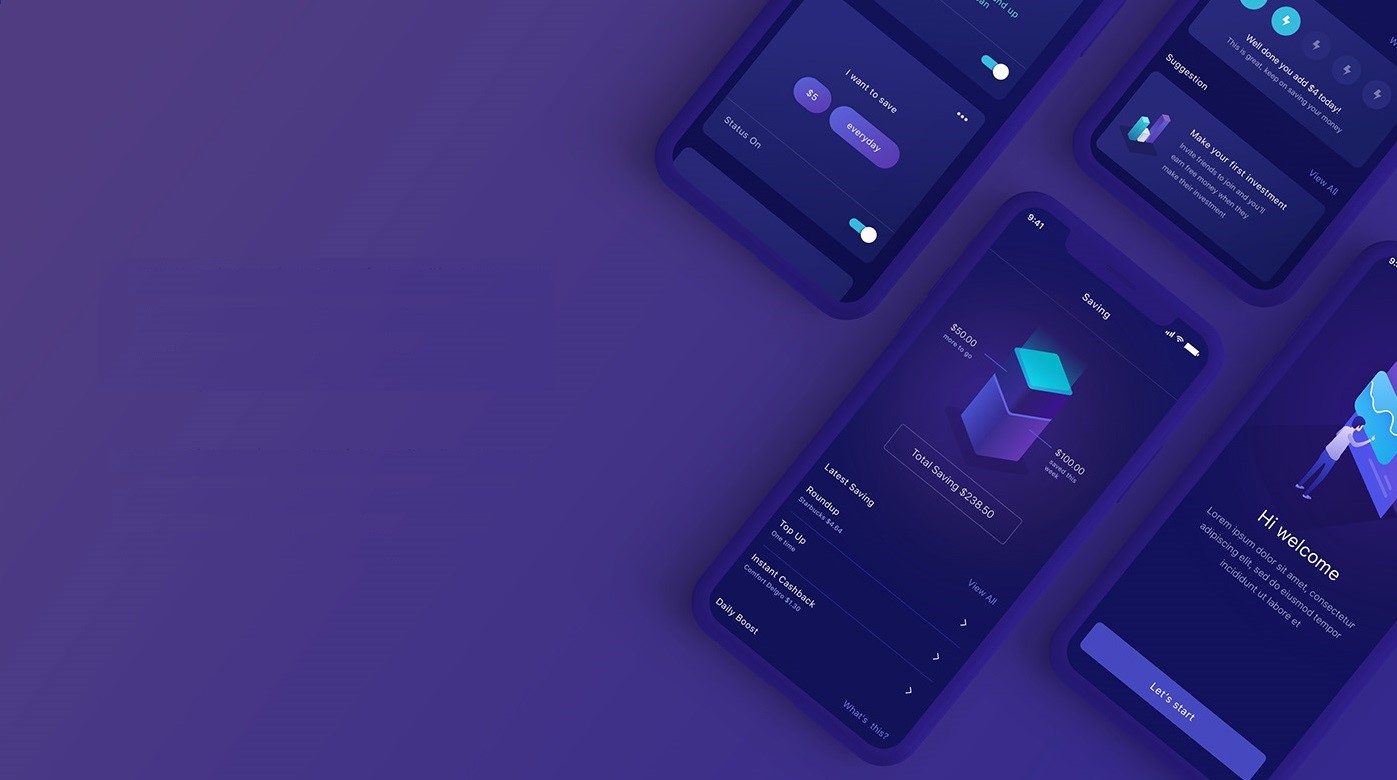 nd up
an
I want to save
$5
everyday
Status On
Well done you add $4 today!
This is great, keep on saving your money
Suggestion
Make your first investment
Invite friends to join and you'll
earn free money when they
make their investment
View All
9:41
Saving
$50.00
more to go
$100.00
saved this
week
Total Saving $238.50
Latest Saving
Roundup
Starbucks $4.64
Top Up
One time
Instant Cashback
Comfort Delgro $1.30
Daily Boost
View All
What's this?
Hi welcome
Lorem ipsum dolor sit amet, consectetur
adipiscing elit, sed do eiusmod tempor
incididunt ut labore et
Let's start